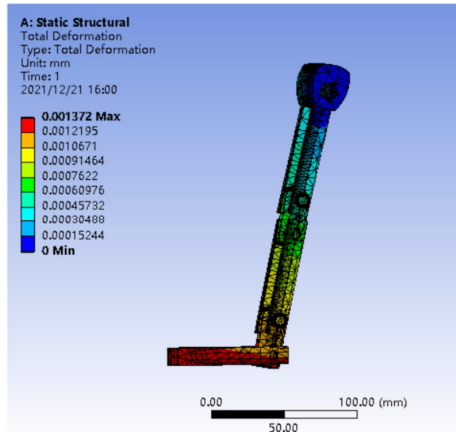 A: Static Structural
Total Deformation
Type: Total Deformation
Unit: mm
Time: 1
2021/12/21 16:00
0.001372 Max
0.0012195
0.0010671
0.00091464
0.0007622
0.00060976
0.00045732
0.00030488
0.00015244
0 Min
0.00 100.00 (mm)
50.00